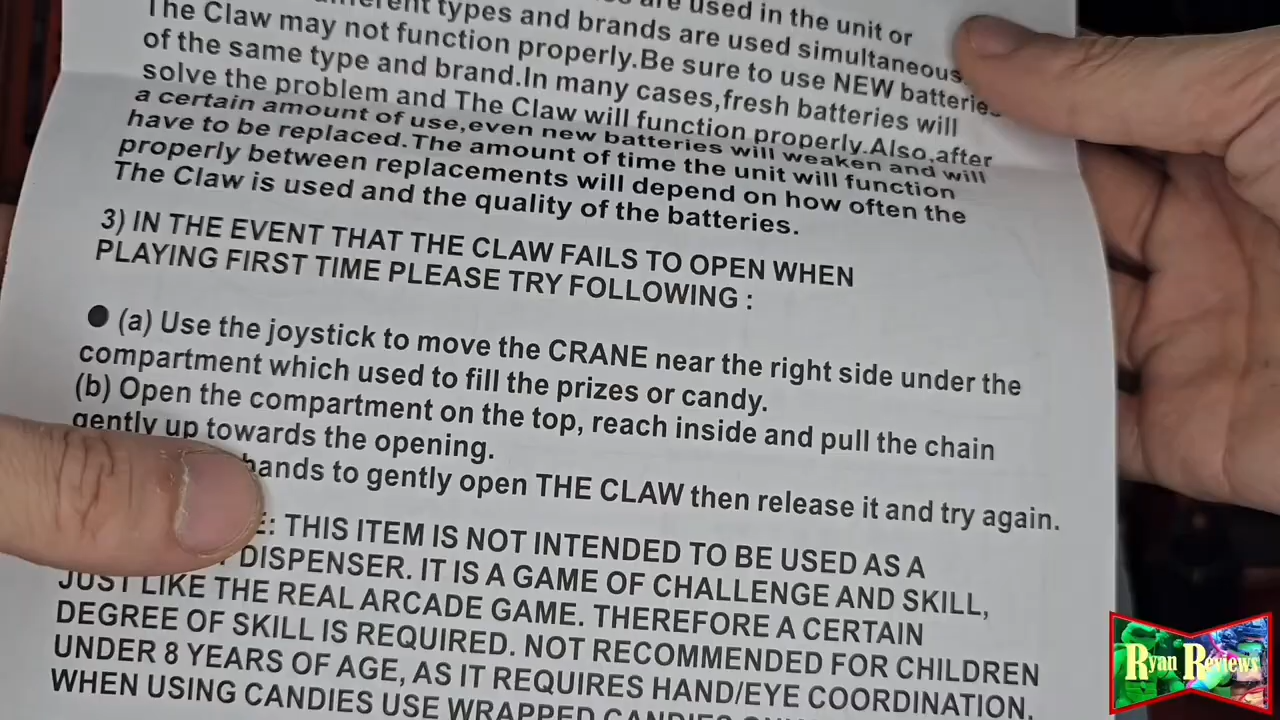 are used in the unit or
types and brands are used simultaneous
The Claw may not function properly.Be sure to use NEW batterie
of the same type and brand.In many cases,fresh batteries will
solve the problem and The Claw will function properly.Also,after
a certain amount of use,even new batteries will weaken and will
have to be replaced.The amount of time the unit will function
properly between replacements will depend on how often the
The Claw is used and the quality of the batteries.
3) IN THE EVENT THAT THE CLAW FAILS TO OPEN WHEN
PLAYING FIRST TIME PLEASE TRY FOLLOWING :
● (a) Use the joystick to move the CRANE near the right side under the
compartment which used to fill the prizes or candy.
(b) Open the compartment on the top, reach inside and pull the chain
gently up towards the opening.
hands to gently open THE CLAW then release it and try again.
E: THIS ITEM IS NOT INTENDED TO BE USED AS A
DISPENSER. IT IS A GAME OF CHALLENGE AND SKILL,
JUST LIKE THE REAL ARCADE GAME. THEREFORE A CERTAIN
DEGREE OF SKILL IS REQUIRED. NOT RECOMMENDED FOR CHILDREN
UNDER 8 YEARS OF AGE, AS IT REQUIRES HAND/EYE COORDINATION.
WHEN USING CANDIES USE WRAPPED CANDIES
Ryan Reviews